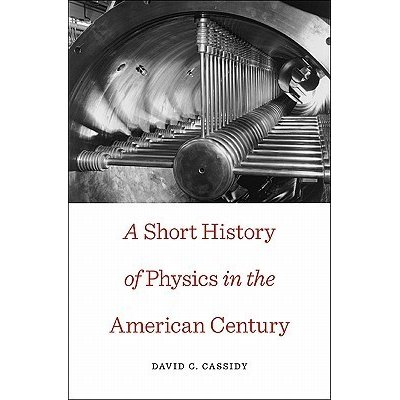 A Short History
of Physics in the
American Century
DAVID C. CASSIDY